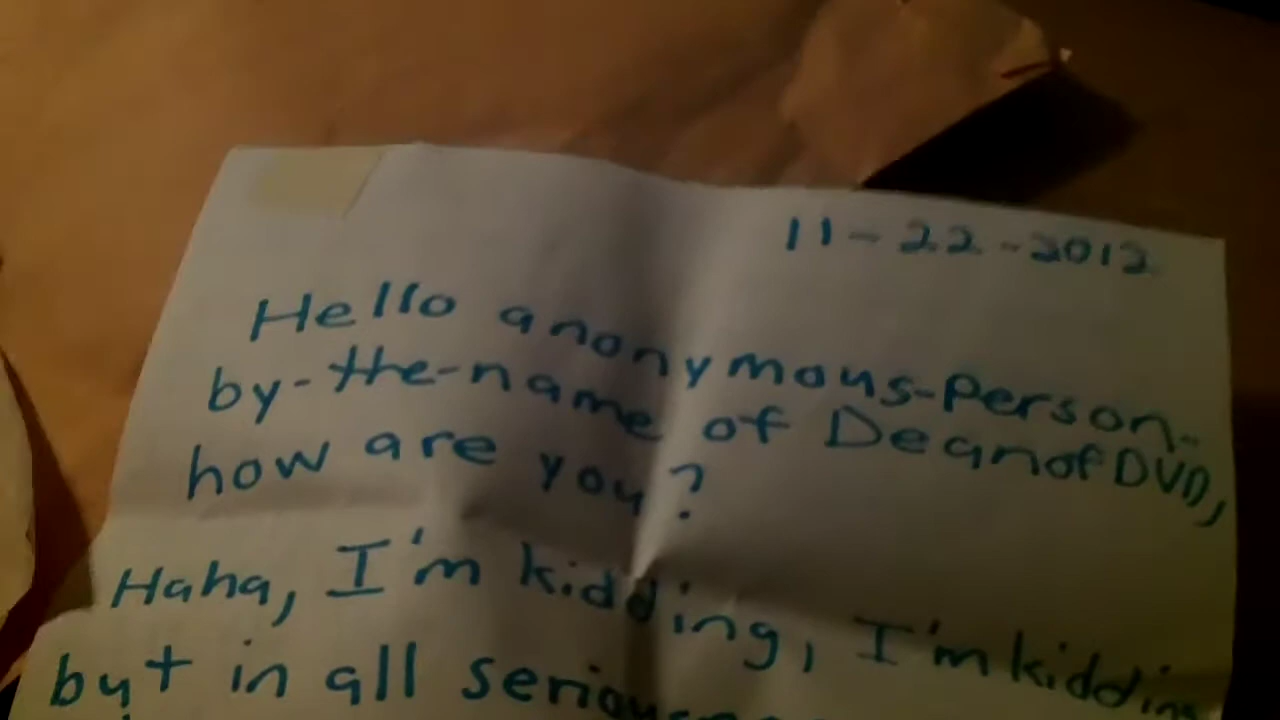 11-22-2012
Hello anonymous-Person-
by-the-name of DeanofDVD,
how are you?
Haha, I'm kidding, I'm kidding
but in all